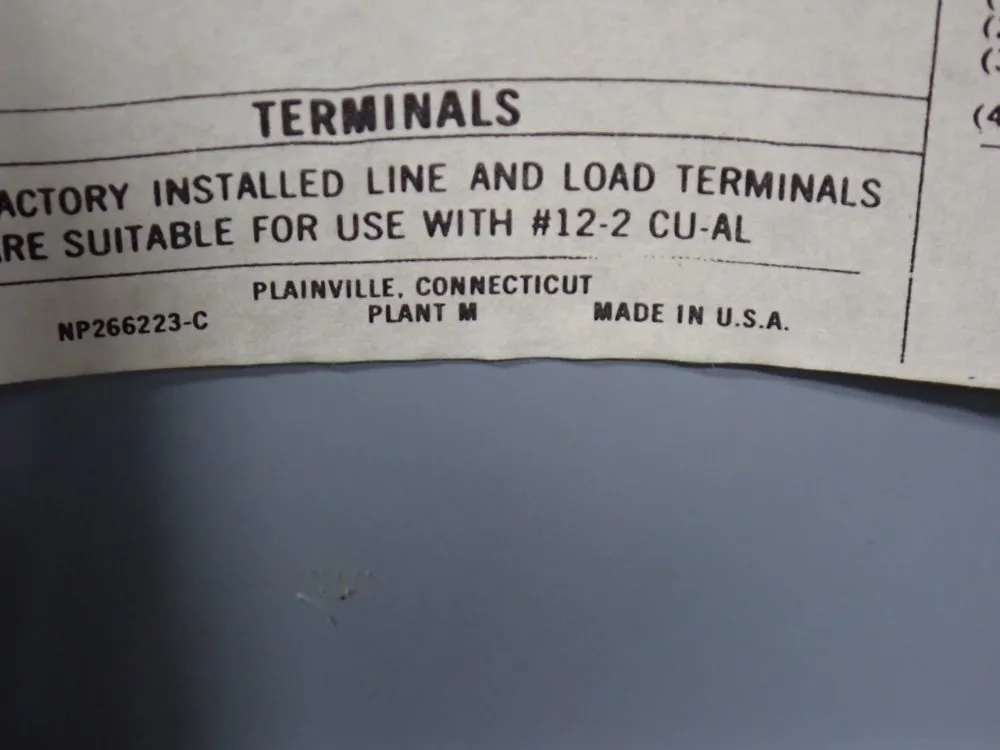 TERMINALS
ACTORY INSTALLED LINE AND LOAD TERMINALS
RE SUITABLE FOR USE WITH #12-2 CU-AL
PLAINVILLE, CONNECTICUT
NP266223-C PLANT M MADE IN U.S.A.
(4